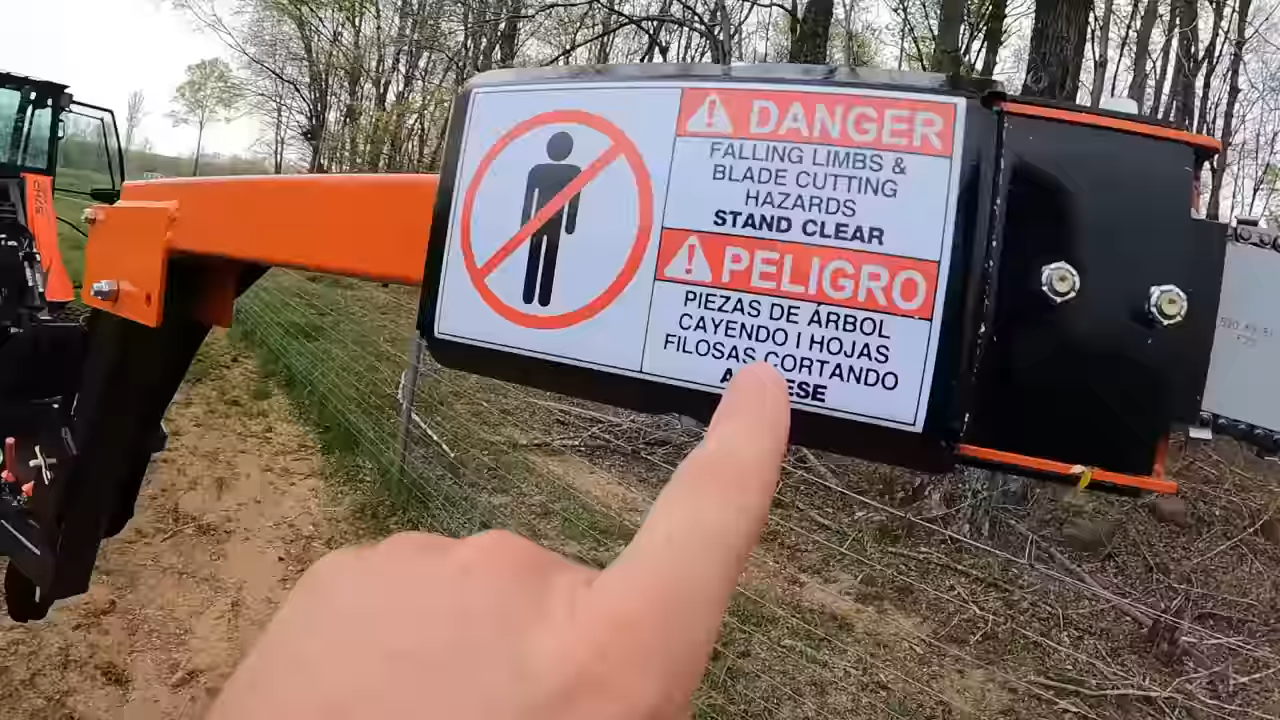 DANGER
FALLING LIMBS &
BLADE CUTTING
HAZARDS
STAND CLEAR
PELIGRO
PIEZAS DE ÁRBOL
CAYENDO I HOJAS
FILOSAS CORTANDO